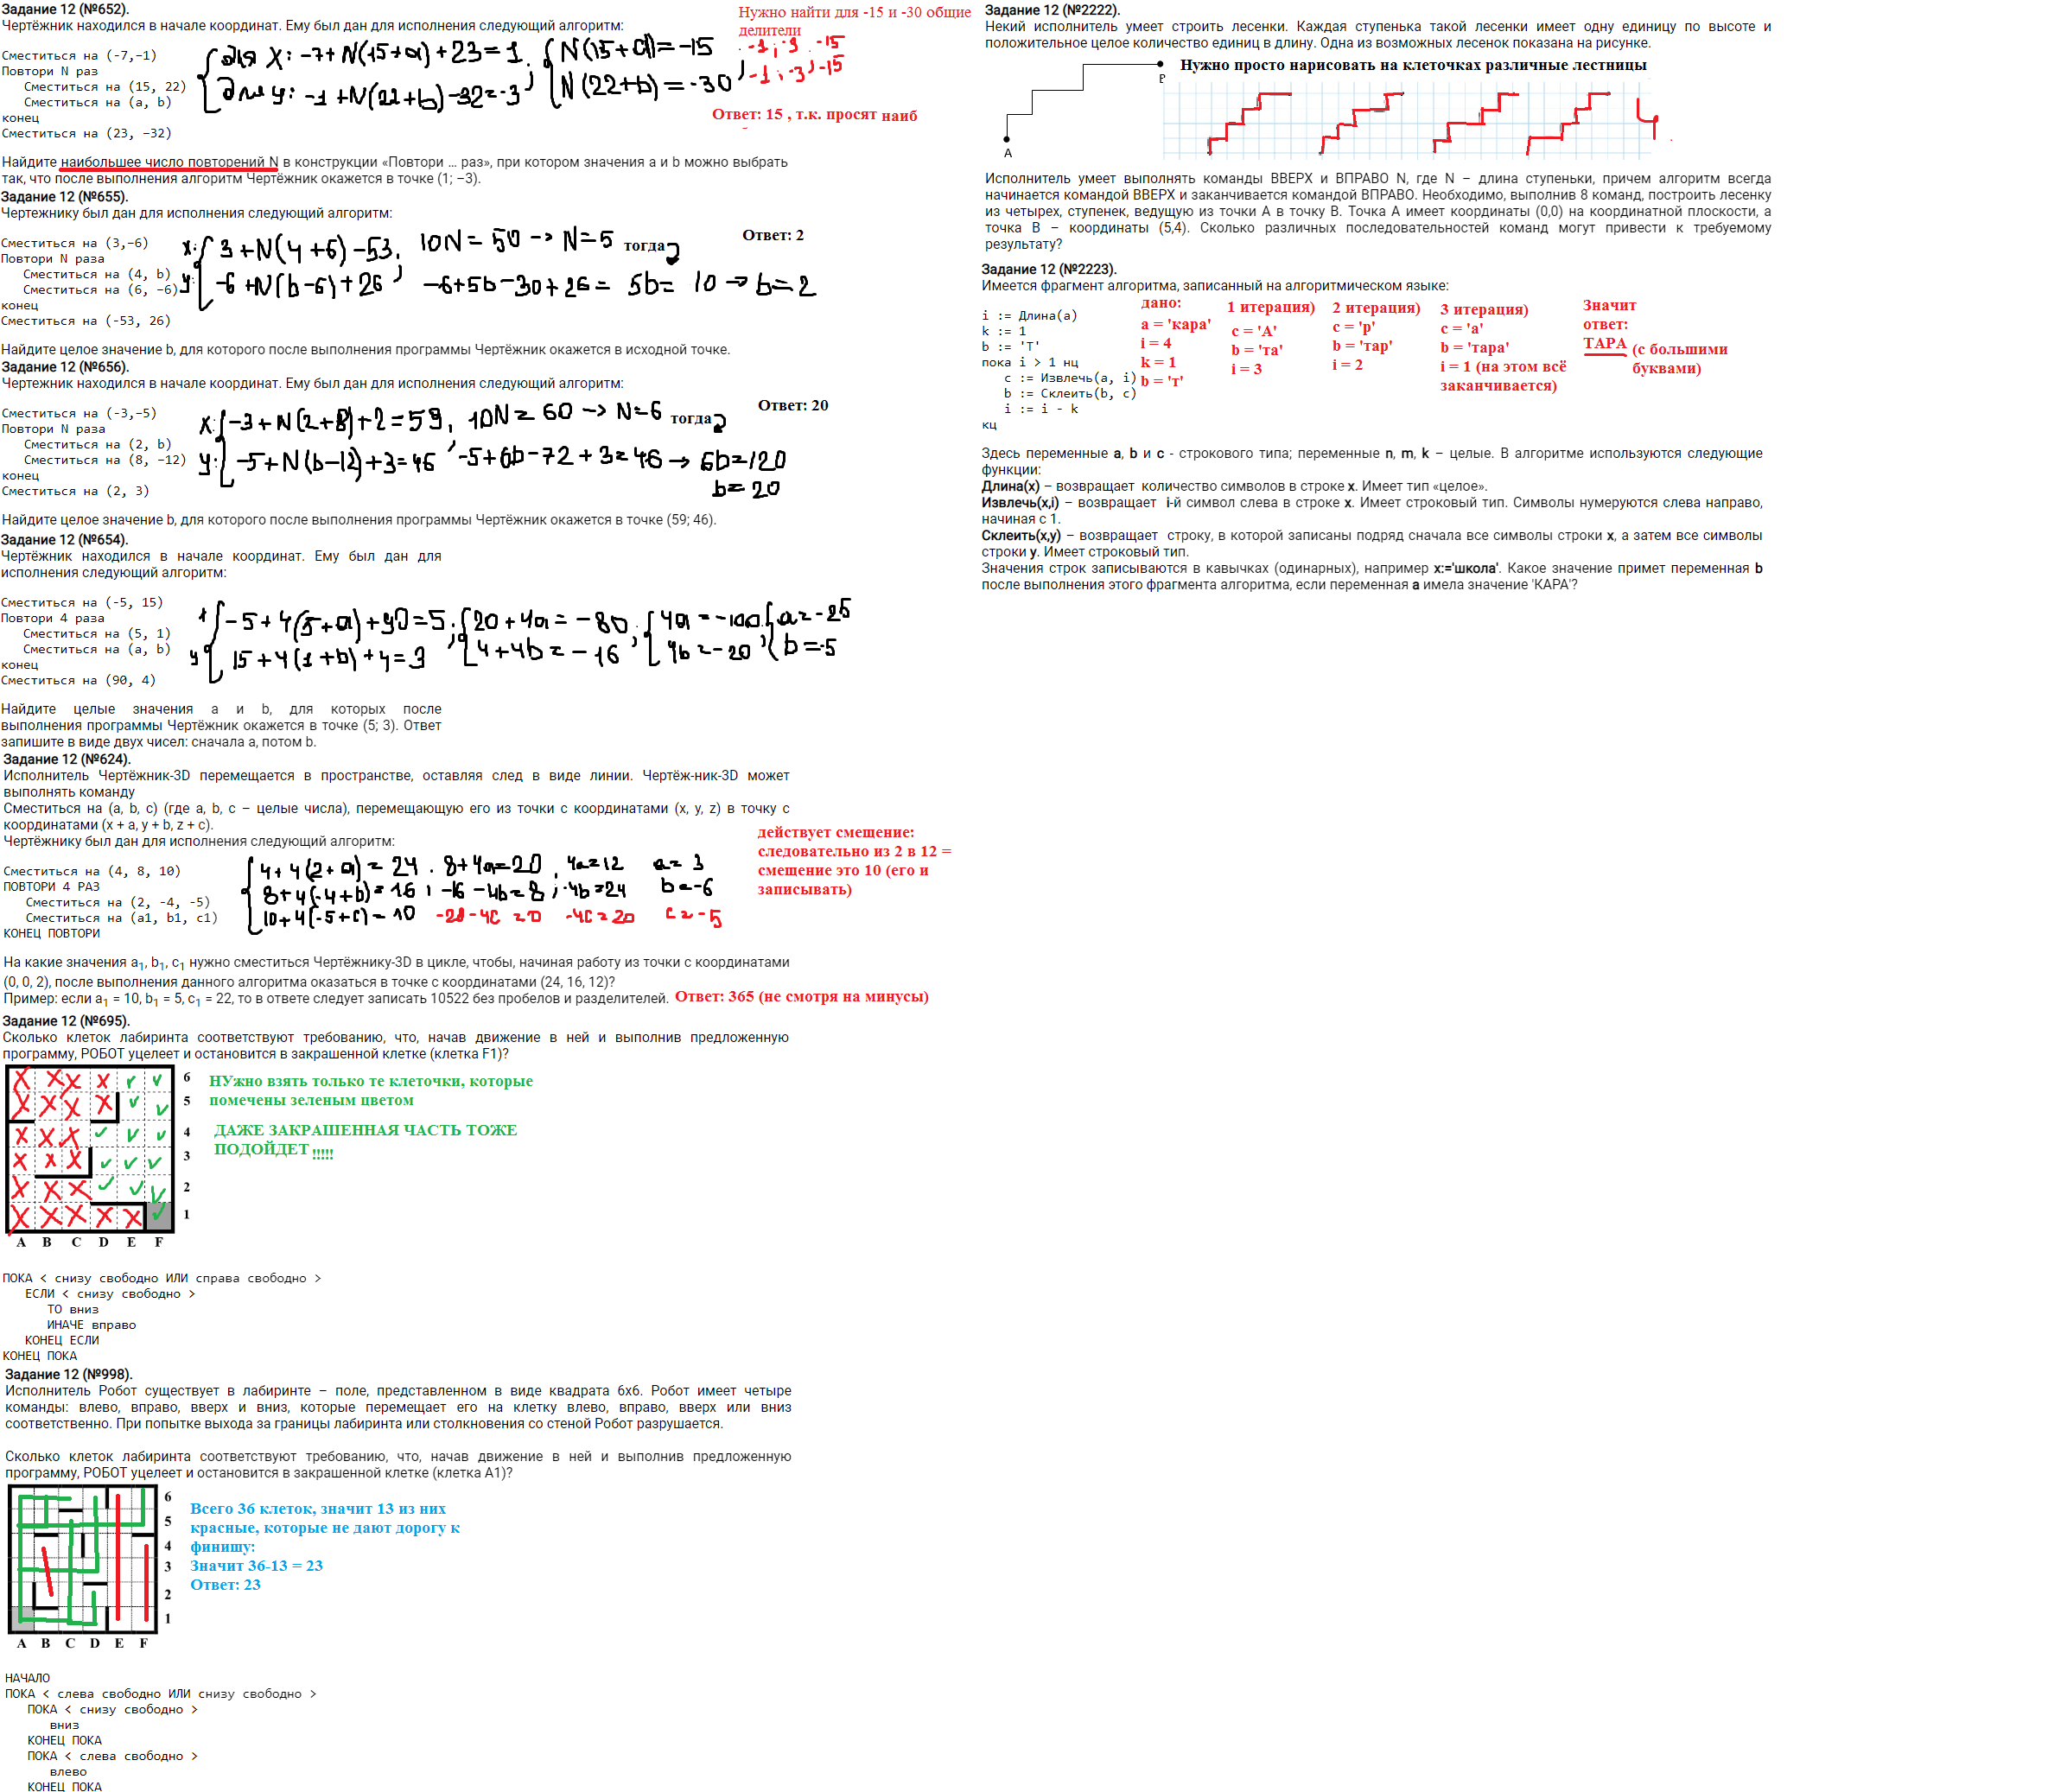 Задание 12 (№652).
Чертёжник находился в начале координат. Ему был дан для исполнения следующий алгоритм:
Сместиться на (-7,-1)
Повтори N раз
Сместиться на (15, 22)
Сместиться на (a, b)
конец
Сместиться на (23, -32)
для x: -7+N(15+a)+23=1
для y: -1+N(22+b)-32=-3
N(15+a)=-15
N(22+b)=-30
Нужно найти для -15 и -30 общие
делители
-1; -3, -15
-1; -3; -15
Ответ: 15 , т.к. просят наиб
Найдите наибольшее число повторений N в конструкции «Повтори … раз», при котором значения a и b можно выбрать
так, что после выполнения алгоритм Чертёжник окажется в точке (1; −3).
Задание 12 (№655).
Чертежнику был дан для исполнения следующий алгоритм:
Сместиться на (3,-6)
Повтори N раза
Сместиться на (4, b)
Сместиться на (6, -6)
конец
Сместиться на (-53, 26)
x: 3+N(4+6)-53, 10N=50 -> N=5 тогда
y: -6+N(b-6)+26, -6+5b-30+26= 5b= 10 -> b=2
Ответ: 2
Найдите целое значение b, для которого после выполнения программы Чертёжник окажется в исходной точке.
Задание 12 (№656).
Чертежник находился в начале координат. Ему был дан для исполнения следующий алгоритм:
Сместиться на (-3,-5)
Повтори N раза
Сместиться на (2, b)
Сместиться на (8, -12)
конец
Сместиться на (2, 3)
x: -3+N(2+8)+2=59, 10N=60 -> N=6 тогда
y: -5+N(b-12)+3=46, -5+6b-72+3=46 -> 6b=120
b=20
Ответ: 20
Найдите целое значение b, для которого после выполнения программы Чертёжник окажется в точке (59; 46).
Задание 12 (№654).
Чертёжник находился в начале координат. Ему был дан для
исполнения следующий алгоритм:
Сместиться на (-5, 15)
Повтори 4 раза
Сместиться на (5, 1)
Сместиться на (a, b)
конец
Сместиться на (90, 4)
-5+4(5+a)+90=5; 20+4a=-80; 4a=-100; a=-25
y 15+4(1+b)+4=3 4+4b=-16 4b=-20 b=-5
Найдите целые значения a и b, для которых после
выполнения программы Чертёжник окажется в точке (5; 3). Ответ
запишите в виде двух чисел: сначала a, потом b.
Задание 12 (№624).
Исполнитель Чертёжник-3D перемещается в пространстве, оставляя след в виде линии. Чертёж-ник-3D может
выполнять команду
Сместиться на (a, b, с) (где a, b, с – целые числа), перемещающую его из точки с координатами (x, y, z) в точку с
координатами (x + a, y + b, z + с).
Чертёжнику был дан для исполнения следующий алгоритм:
Сместиться на (4, 8, 10)
ПОВТОРИ 4 РАЗ
Сместиться на (2, -4, -5)
Сместиться на (a1, b1, c1)
КОНЕЦ ПОВТОРИ
4+4(2+a)=24 . 8+4a=20 , 4a=12 a=3
8+4(-4+b)=16 ; -16-4b=8 ; -4b=24 b=-6
10+4(-5+c)=10 -20-4c=0 -4c=20 c=-5
действует смещение:
следовательно из 2 в 12 =
смещение это 10 (его и
записывать)
На какие значения a1, b1, c1 нужно сместиться Чертёжнику-3D в цикле, чтобы, начиная работу из точки с координатами
(0, 0, 2), после выполнения данного алгоритма оказаться в точке с координатами (24, 16, 12)?
Пример: если a1 = 10, b1 = 5, c1 = 22, то в ответе следует записать 10522 без пробелов и разделителей. Ответ: 365 (не смотря на минусы)
Задание 12 (№695).
Сколько клеток лабиринта соответствуют требованию, что, начав движение в ней и выполнив предложенную
программу, РОБОТ уцелеет и остановится в закрашенной клетке (клетка F1)?
6
5
4
3
2
1
A B C D E F
НУжно взять только те клеточки, которые
помечены зеленым цветом
ДАЖЕ ЗАКРАШЕННАЯ ЧАСТЬ ТОЖЕ
ПОДОЙДЕТ !!!!!
ПОКА < снизу свободно ИЛИ справа свободно >
ЕСЛИ < снизу свободно >
ТО вниз
ИНАЧЕ вправо
КОНЕЦ ЕСЛИ
КОНЕЦ ПОКА
Задание 12 (№998).
Исполнитель Робот существует в лабиринте – поле, представленном в виде квадрата 6х6. Робот имеет четыре
команды: влево, вправо, вверх и вниз, которые перемещает его на клетку влево, вправо, вверх или вниз
соответственно. При попытке выхода за границы лабиринта или столкновения со стеной Робот разрушается.
Сколько клеток лабиринта соответствуют требованию, что, начав движение в ней и выполнив предложенную
программу, РОБОТ уцелеет и остановится в закрашенной клетке (клетка А1)?
6
5
4
3
2
1
A B C D E F
Всего 36 клеток, значит 13 из них
красные, которые не дают дорогу к
финишу:
Значит 36-13 = 23
Ответ: 23
НАЧАЛО
ПОКА < слева свободно ИЛИ снизу свободно >
ПОКА < снизу свободно >
вниз
КОНЕЦ ПОКА
ПОКА < слева свободно >
влево
КОНЕЦ ПОКА
Задание 12 (№2222).
Некий исполнитель умеет строить лесенки. Каждая ступенька такой лесенки имеет одну единицу по высоте и
положительное целое количество единиц в длину. Одна из возможных лесенок показана на рисунке.
A
Нужно просто нарисовать на клеточках различные лестницы
4
Исполнитель умеет выполнять команды ВВЕРХ и ВПРАВО N, где N – длина ступеньки, причем алгоритм всегда
начинается командой ВВЕРХ и заканчивается командой ВПРАВО. Необходимо, выполнив 8 команд, построить лесенку
из четырех, ступенек, ведущую из точки А в точку B. Точка А имеет координаты (0,0) на координатной плоскости, а
точка B – координаты (5,4). Сколько различных последовательностей команд могут привести к требуемому
результату?
Задание 12 (№2223).
Имеется фрагмент алгоритма, записанный на алгоритмическом языке:
i := Длина(a)
k := 1
b := 'Т'
пока i > 1 нц
c := Извлечь(a, i)
b := Склеить(b, c)
i := i - k
кц
дано:
а = 'кара'
i = 4
k = 1
b = 'т'
1 итерация)
с = 'А'
b = 'та'
i = 3
2 итерация)
с = 'р'
b = 'тар'
i = 2
3 итерация)
с = 'а'
b = 'тара'
i = 1 (на этом всё
заканчивается)
Значит
ответ:
ТАРА (с большими
буквами)
Здесь переменные a, b и c - строкового типа; переменные n, m, k – целые. В алгоритме используются следующие
функции:
Длина(x) – возвращает количество символов в строке x. Имеет тип «целое».
Извлечь(x,i) – возвращает i-й символ слева в строке x. Имеет строковый тип. Символы нумеруются слева направо,
начиная с 1.
Склеить(x,y) – возвращает строку, в которой записаны подряд сначала все символы строки x, а затем все символы
строки y. Имеет строковый тип.
Значения строк записываются в кавычках (одинарных), например x:='школа'. Какое значение примет переменная b
после выполнения этого фрагмента алгоритма, если переменная a имела значение 'КАРА'?